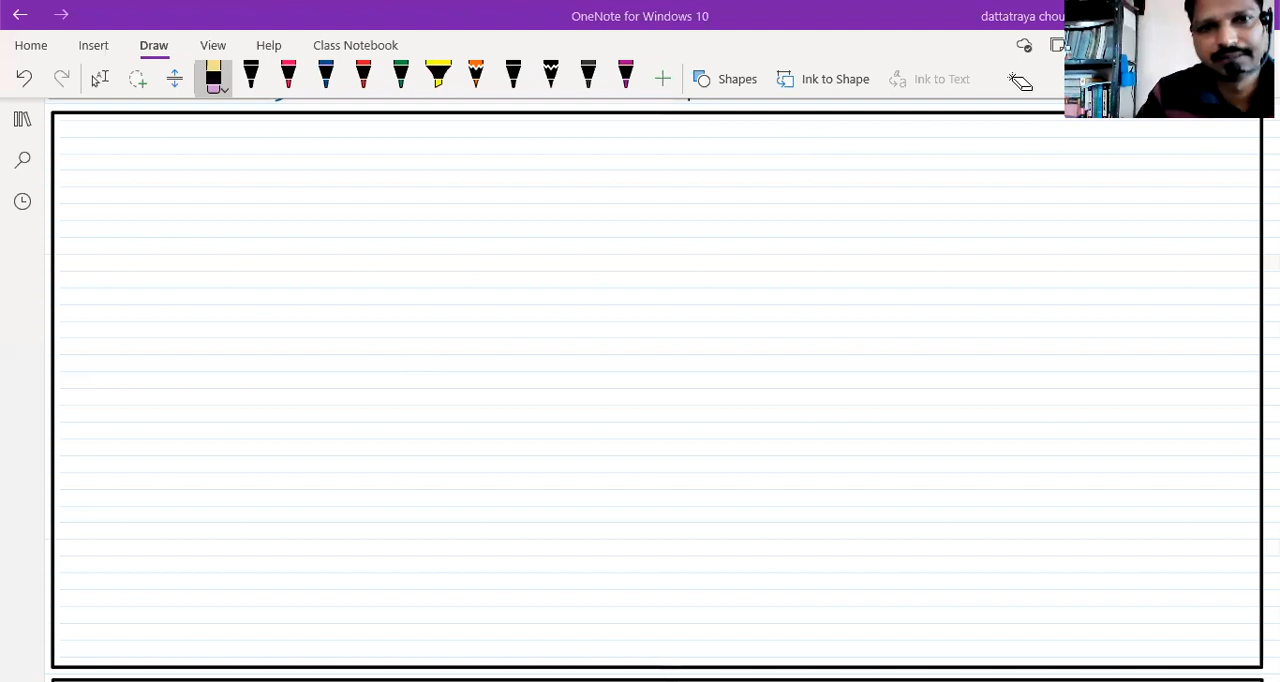 OneNote for Windows 10
dattatraya chou
Home Insert Draw View Help Class Notebook
Shapes Ink to Shape Ink to Text